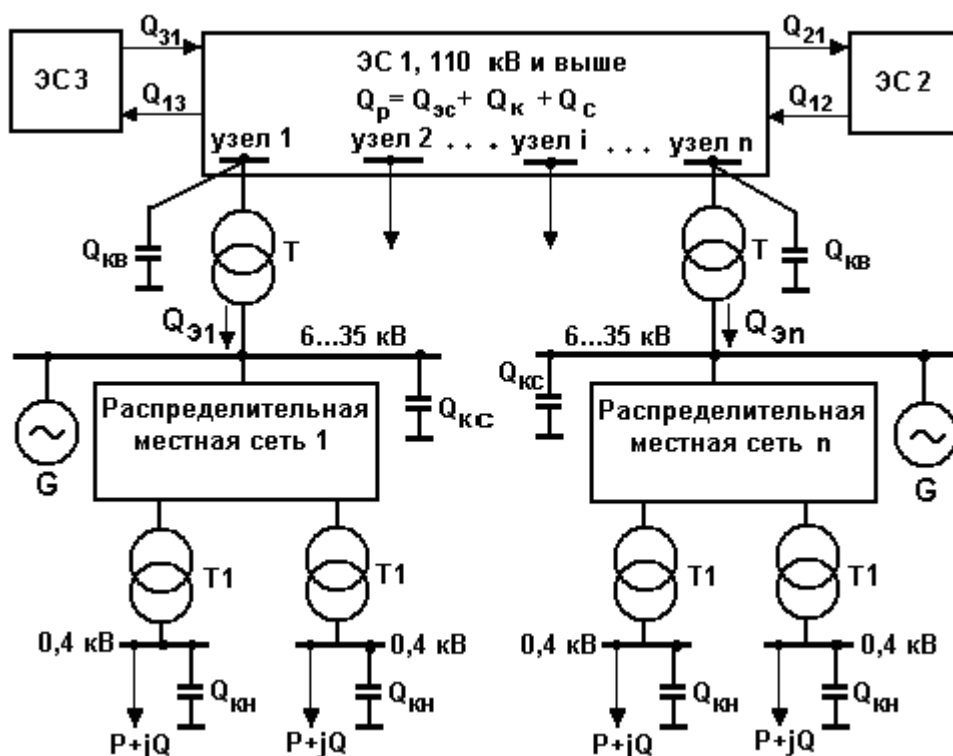 Q31
Q21
ЭС 3
ЭС 1, 110 кВ и выше
ЭС 2
Q13
Qр= Qэс+ Qк + Qс
Q12
узел 1
узел 2 . . . узел i . . . узел n
Qкв
T
T
Qкв
Qэ1
6...35 кВ
6...35 кВ
Qэn
Qкс
Qкс
Распределительная
местная сеть 1
Распределительная
местная сеть n
G
G
T1
T1
T1
T1
0,4 кВ
0,4 кВ
0,4 кВ
0,4 кВ
Qкн
Qкн
Qкн
Qкн
P+jQ
P+jQ
P+jQ
P+jQ